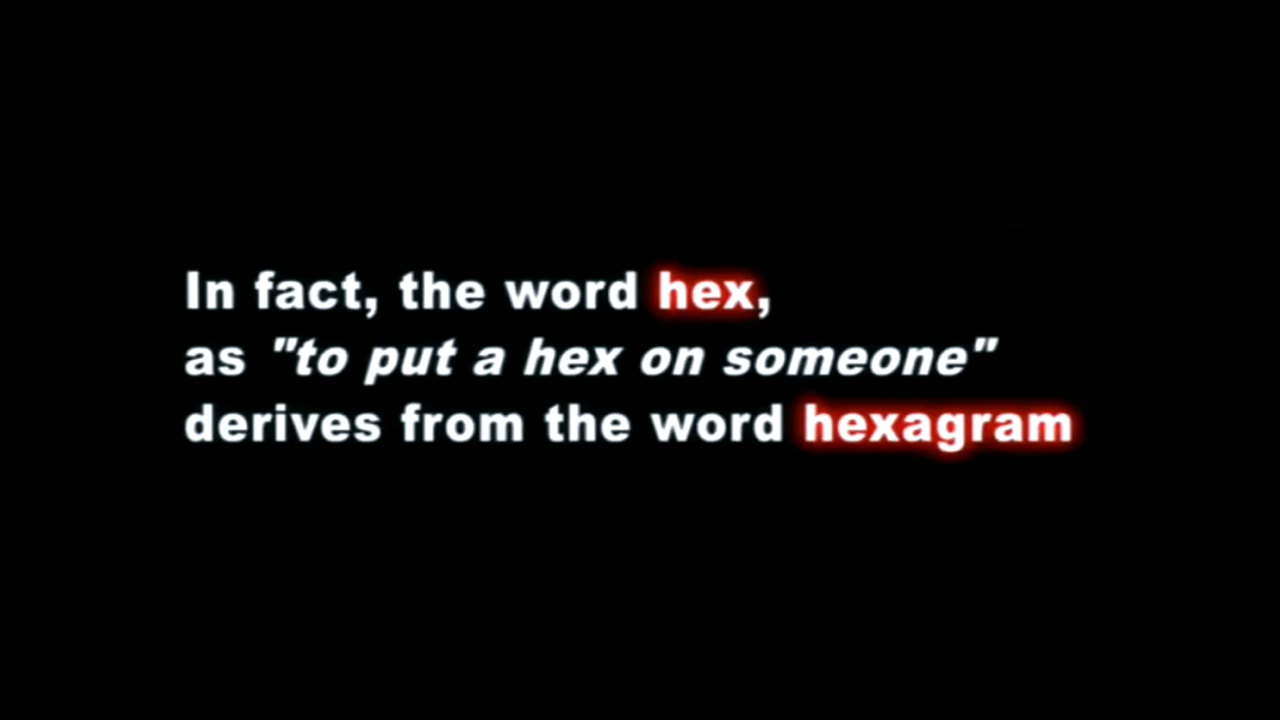 In fact, the word hex,
as "to put a hex on someone"
derives from the word hexagram